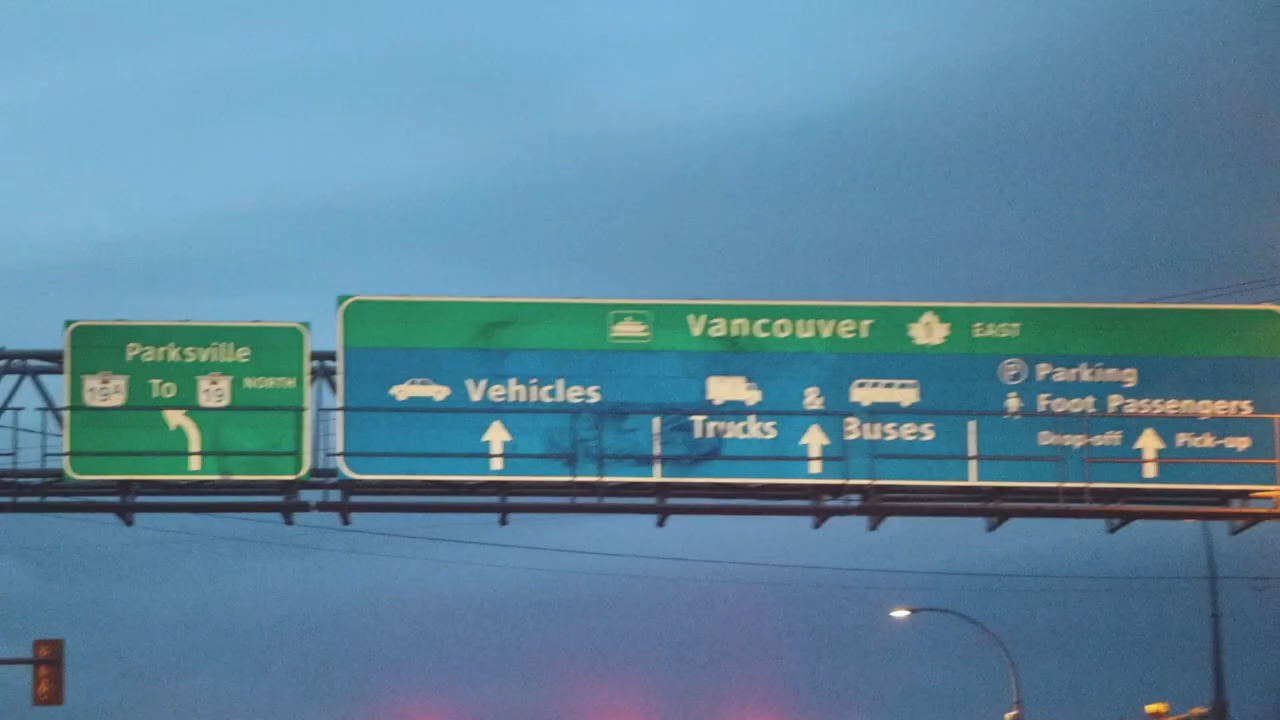 Parksville
19A To 19 NORTH
Vancouver 1 EAST
Vehicles
Trucks & Buses
P Parking
Foot Passengers
Drop-off Pick-up